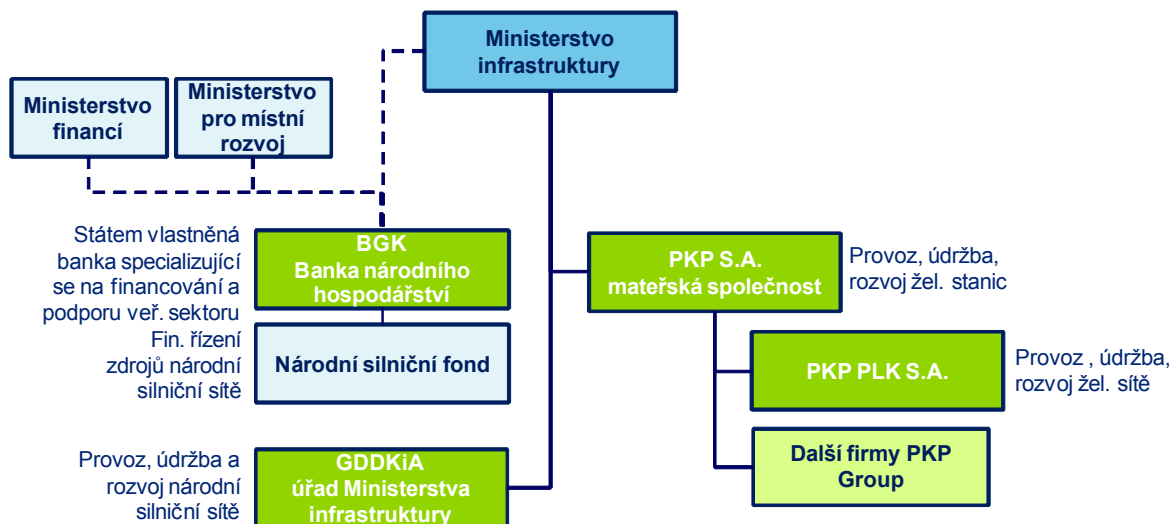 Ministerstvo
infrastruktury
Ministerstvo
financí
Ministerstvo
pro místní
rozvoj
Státem vlastněná
banka specializující
se na financování a
podporu veř. sektoru
BGK
Banka národního
hospodářství
Fin. řízení
zdrojů národní
silniční sítě
Národní silniční fond
PKP S.A.
mateřská společnost
Provoz, údržba,
rozvoj žel. stanic
PKP PLK S.A.
Provoz , údržba,
rozvoj žel. sítě
Další firmy PKP
Group
Provoz, údržba a
rozvoj národní
silniční sítě
GDDKiA
úřad Ministerstva
infrastruktury